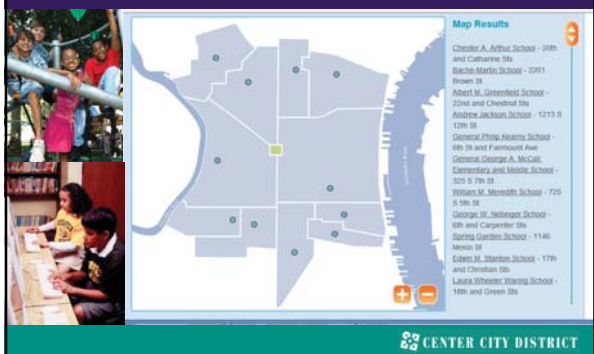 Map Results
Chester A. Arthur School - 20th
and Catharine Sts
Bache-Martin School - 2201
Brown St
Albert M. Greenfield School -
22nd and Chestnut Sts
Andrew Jackson School - 1213 S
12th St
General Philip Kearny School -
6th St and Fairmount Ave
General George A. McCall
Elementary and Middle School -
325 S 7th St
William M. Meredith School - 725
S 5th St
George W. Nebinger School -
6th and Carpenter Sts
Spring Garden School - 1146
Melon St
Edwin M. Stanton School - 17th
and Christian Sts
Laura Wheeler Waring School -
18th and Green Sts
CENTER CITY DISTRICT